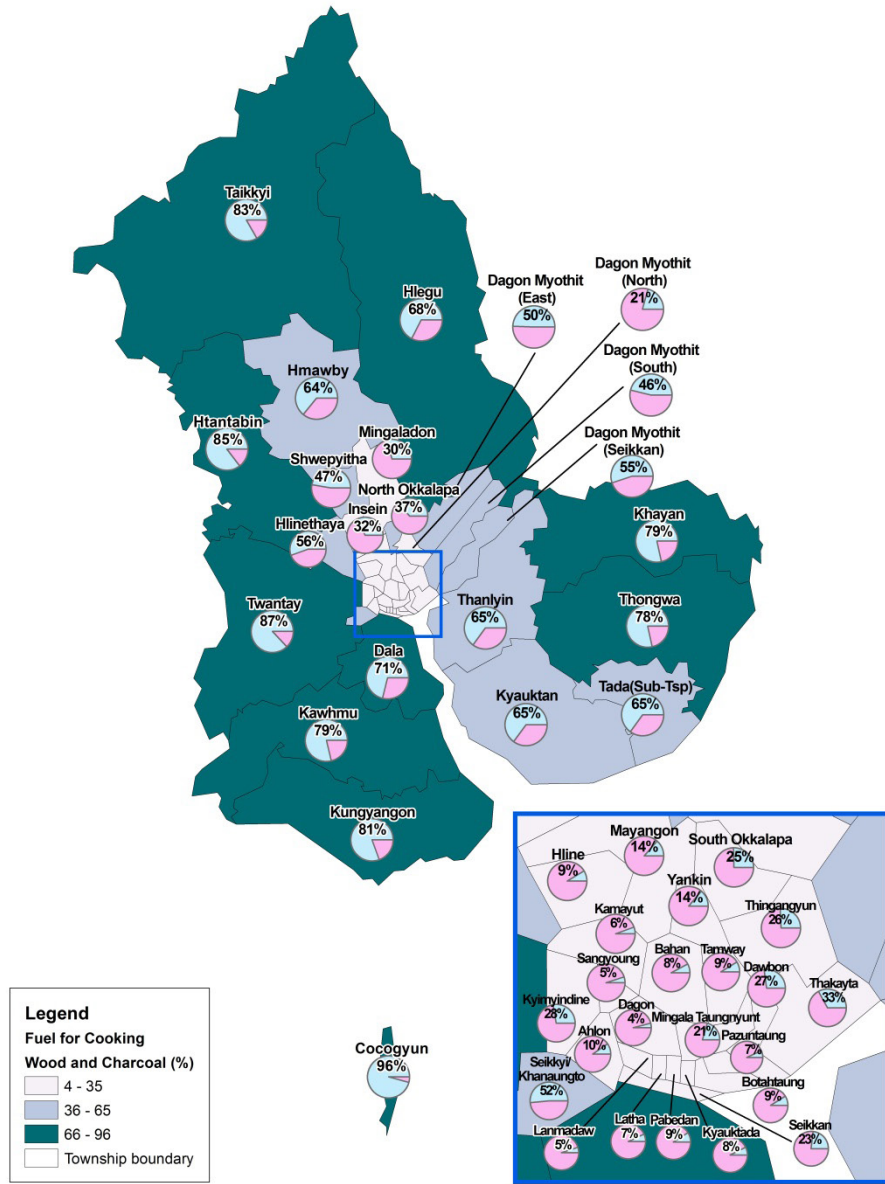 Taikkyi
83%
Hlegu
68%
Dagon Myothit
(East)
50%
Dagon Myothit
(North)
21%
Dagon Myothit
(South)
46%
Dagon Myothit
(Seikkan)
55%
Hmawby
64%
Htantabin
85%
Mingaladon
30%
Shwepyitha
47%
North Okkalapa
37%
Insein
32%
Hlinethaya
56%
Khayan
79%
Twantay
87%
Thanlyin
65%
Thongwa
78%
Dala
71%
Kyauktan
65%
Tada(Sub-Tsp)
65%
Kawhmu
79%
Kungyangon
81%
Cocogyun
96%
Legend
Fuel for Cooking
Wood and Charcoal (%)
4 - 35
36 - 65
66 - 96
Township boundary
Mayangon
14%
South Okkalapa
25%
Hline
9%
Yankin
14%
Thingangyun
26%
Kamayut
6%
Sangyoung
5%
Bahan
8%
Tamway
9%
Dawbon
27%
Thakayta
33%
Kyimyindine
28%
Dagon
4%
Mingala Taungnyunt
21%
Ahlon
10%
Pazuntaung
7%
Seikkyi/
Khanaungto
52%
Botahtaung
9%
Lanmadaw
5%
Latha
7%
Pabedan
9%
Kyauktada
8%
Seikkan
23%